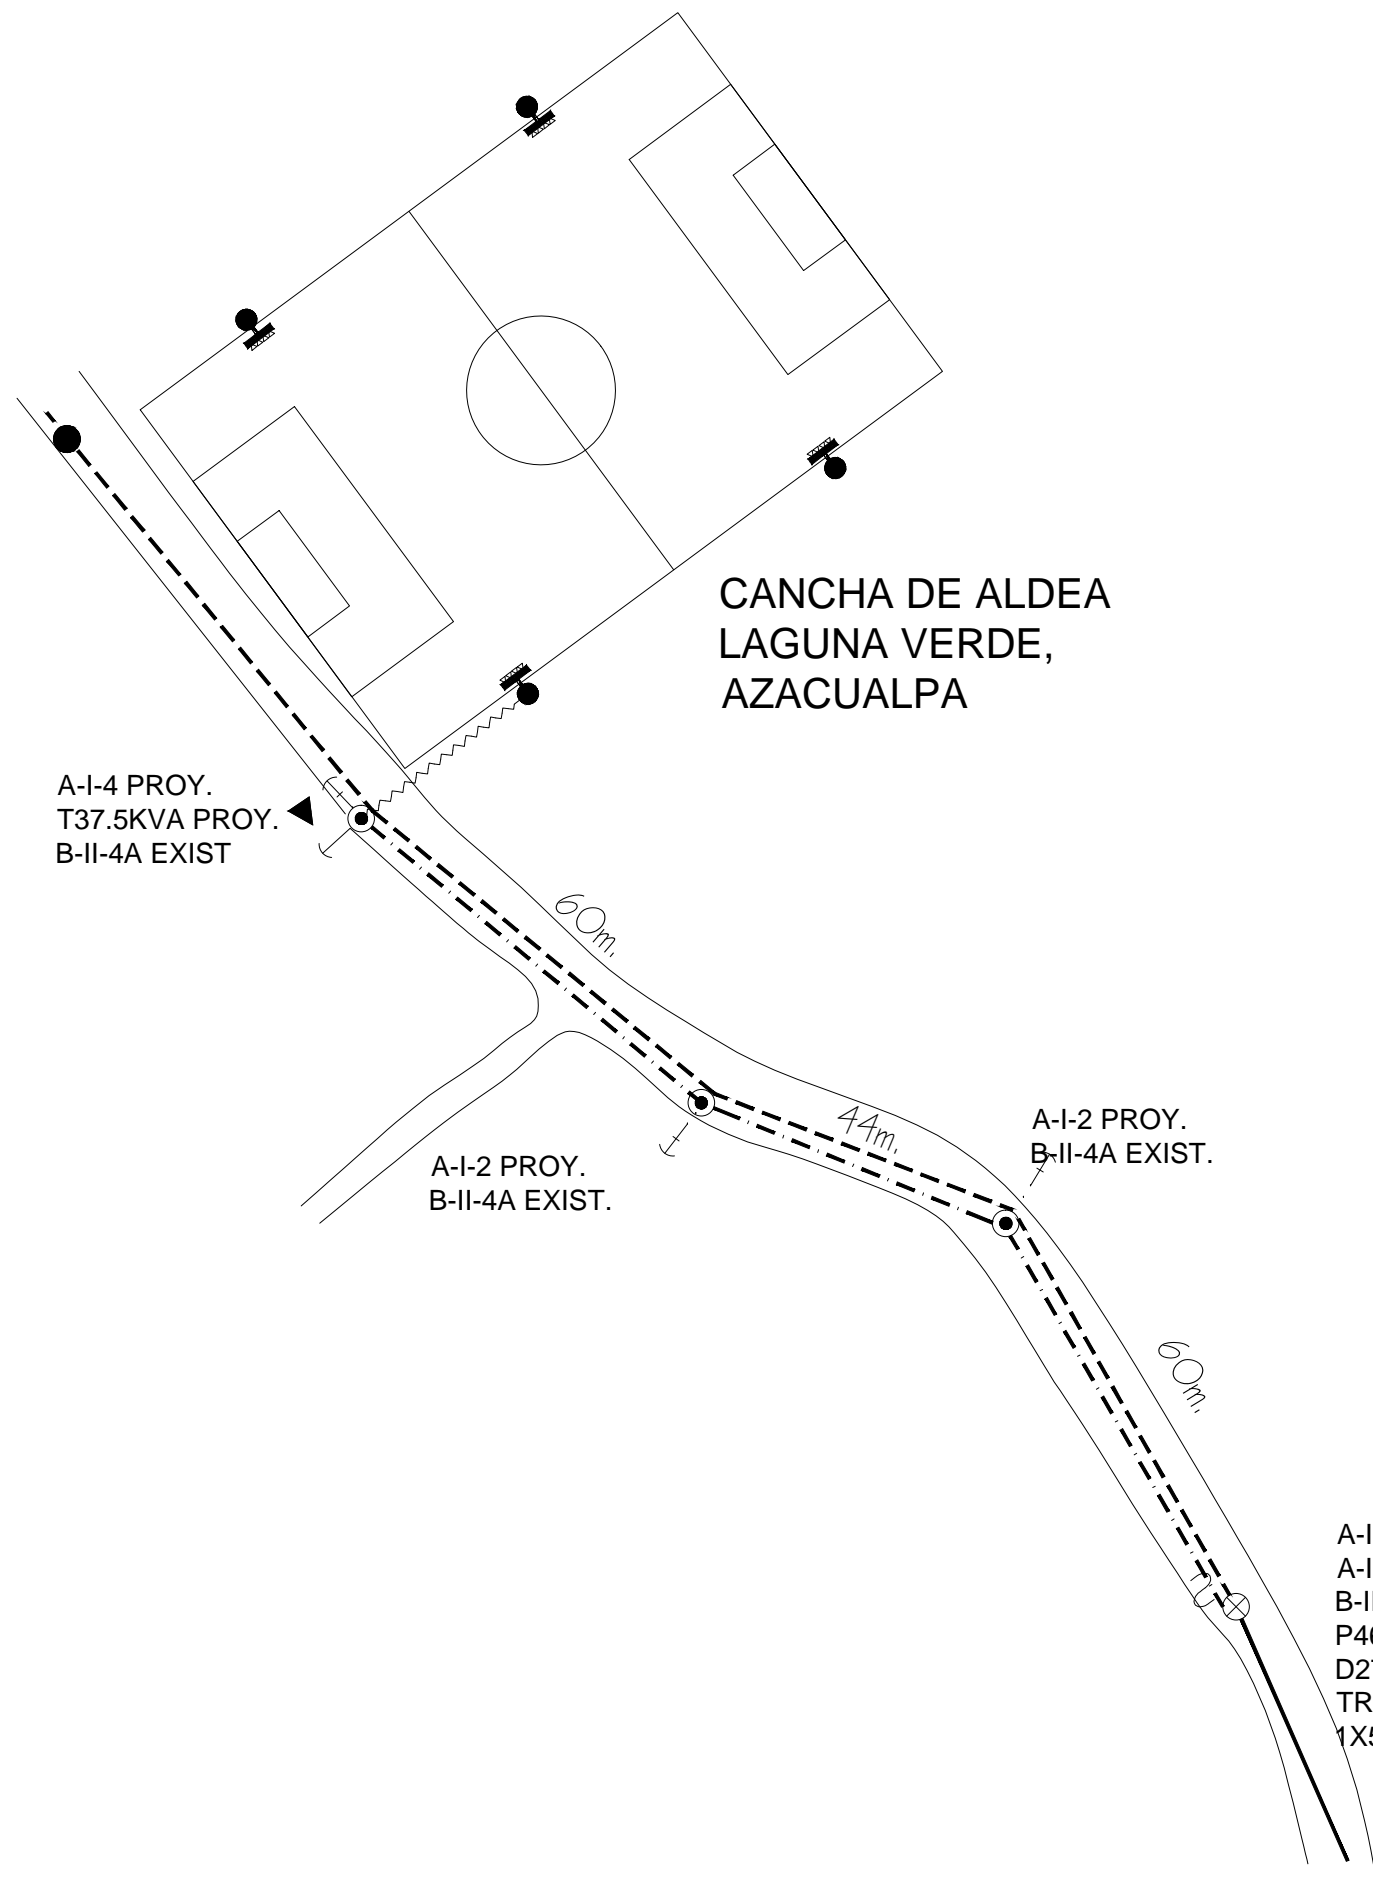 CANCHA DE ALDEA
LAGUNA VERDE,
AZACUALPA
A-I-4 PROY.
T37.5KVA PROY.
B-II-4A EXIST
60m.
44m.
A-I-2 PROY.
B-II-4A EXIST.
A-I-2 PROY.
B-II-4A EXIST.
60m.